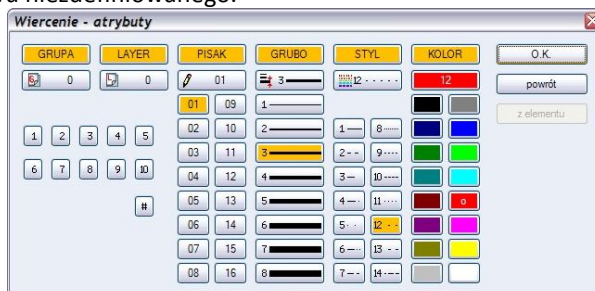 wiercenie - atrybuty
GRUPA LAYER PISAK GRUBO STYL KOLOR O.K.
0 0 01 3 12 12 powrót
01 09 1 z elementu
1 2 3 4 5 02 10 2 1 8
6 7 8 9 10 03 11 3 2 9
# 04 12 4 3 10
05 13 5 4 11 0
06 14 6 5 12
07 15 7 6 13
08 16 8 7 14